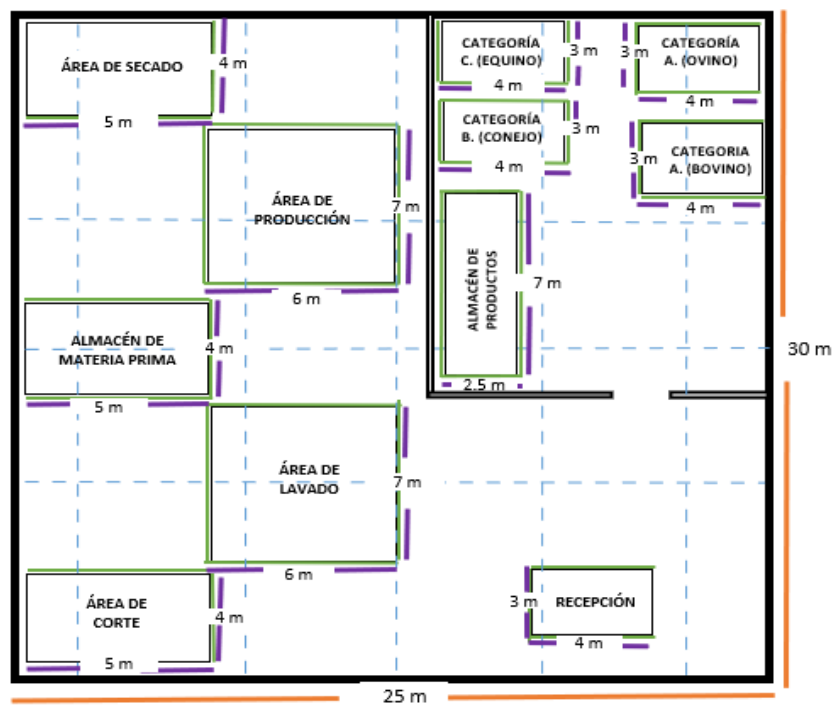 ÁREA DE SECADO
4 m
5 m
ÁREA DE
PRODUCCIÓN
7 m
6 m
ALMACÉN DE
MATERIA PRIMA
4 m
5 m
ÁREA DE
LAVADO
7 m
6 m
ÁREA DE
CORTE
4 m
5 m
CATEGORÍA
C. (EQUINO)
3 m
4 m
CATEGORÍA
B. (CONEJO)
3 m
4 m
3 m
CATEGORÍA
A. (OVINO)
4 m
3 m
CATEGORIA
A. (BOVINO)
4 m
ALMACÉN DE
PRODUCTOS
7 m
2.5 m
3 m
RECEPCIÓN
4 m
30 m
25 m